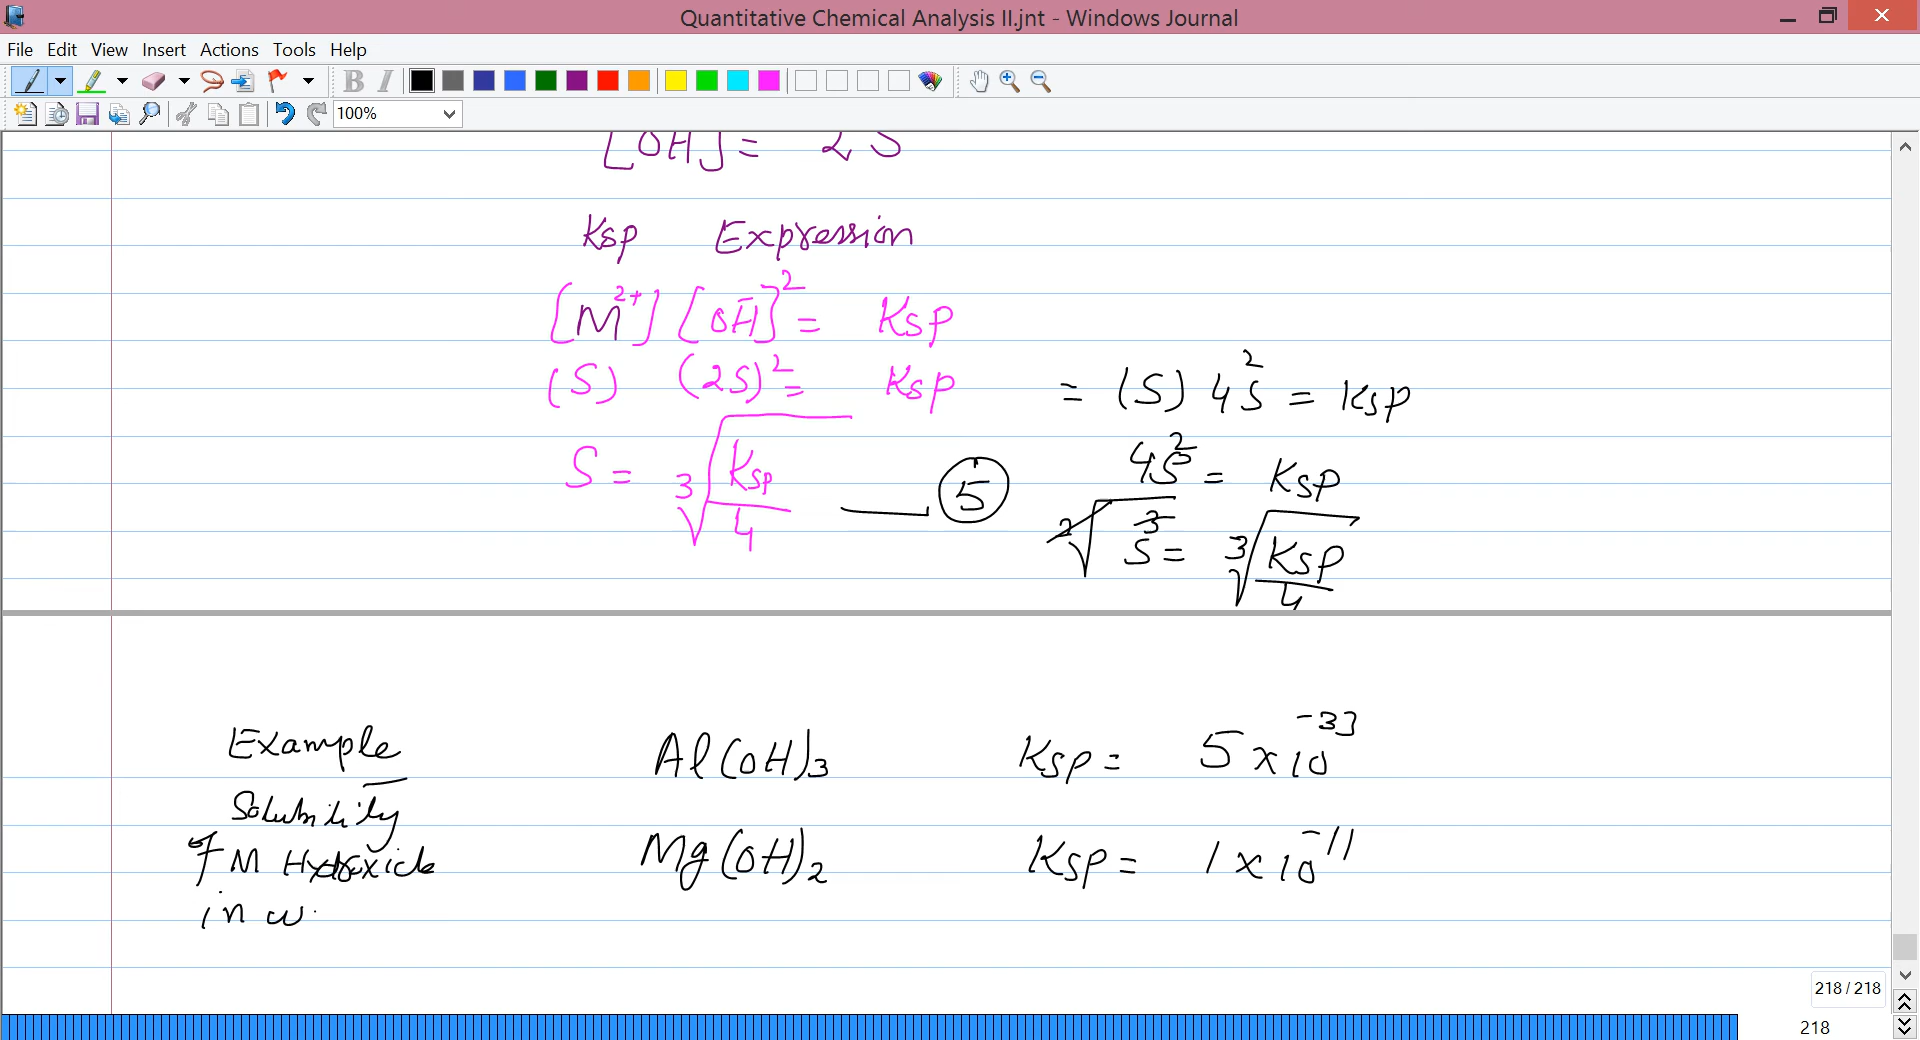 Quantitative Chemical Analysis II.jnt - Windows Journal
File Edit View Insert Actions Tools Help
B I
100%
[OH] = 2 S
Ksp Expression
[M²⁺] [OH̄]² = Ksp
(S) (2S)² = Ksp = (S) 4S² = Ksp
S = ³√Ksp/4 — 5
4S³ = Ksp
S³ = ³√Ksp/4
Example Al(OH)3 Ksp = 5 x 10⁻³³
Solubility
of M Hydroxide Mg(OH)2 Ksp = 1 x 10⁻¹¹
in w
218 / 218
218